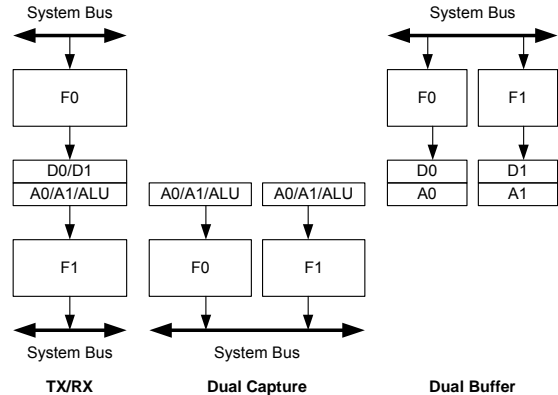 System Bus
System Bus
F0
F0
F1
D0/D1
A0/A1/ALU
A0/A1/ALU
A0/A1/ALU
D0
D1
A0
A1
F1
F0
F1
System Bus
System Bus
TX/RX
Dual Capture
Dual Buffer